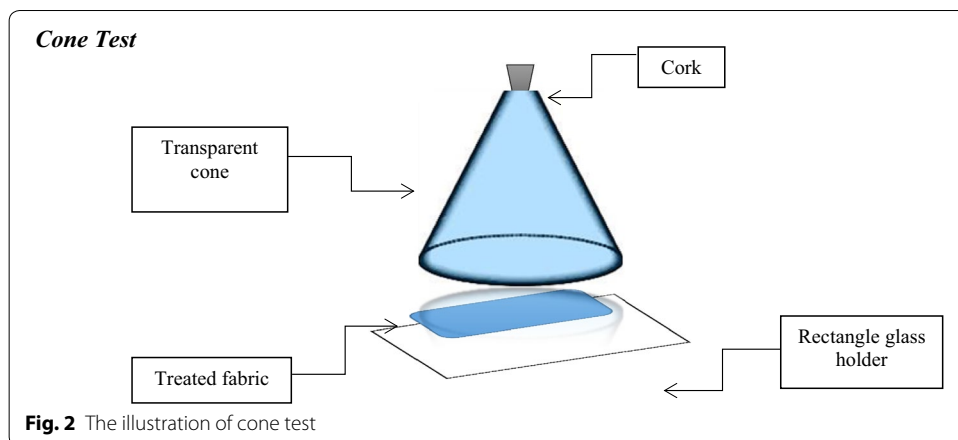 Cone Test
Cork
Transparent
cone
Rectangle glass
holder
Treated fabric
Fig. 2 The illustration of cone test